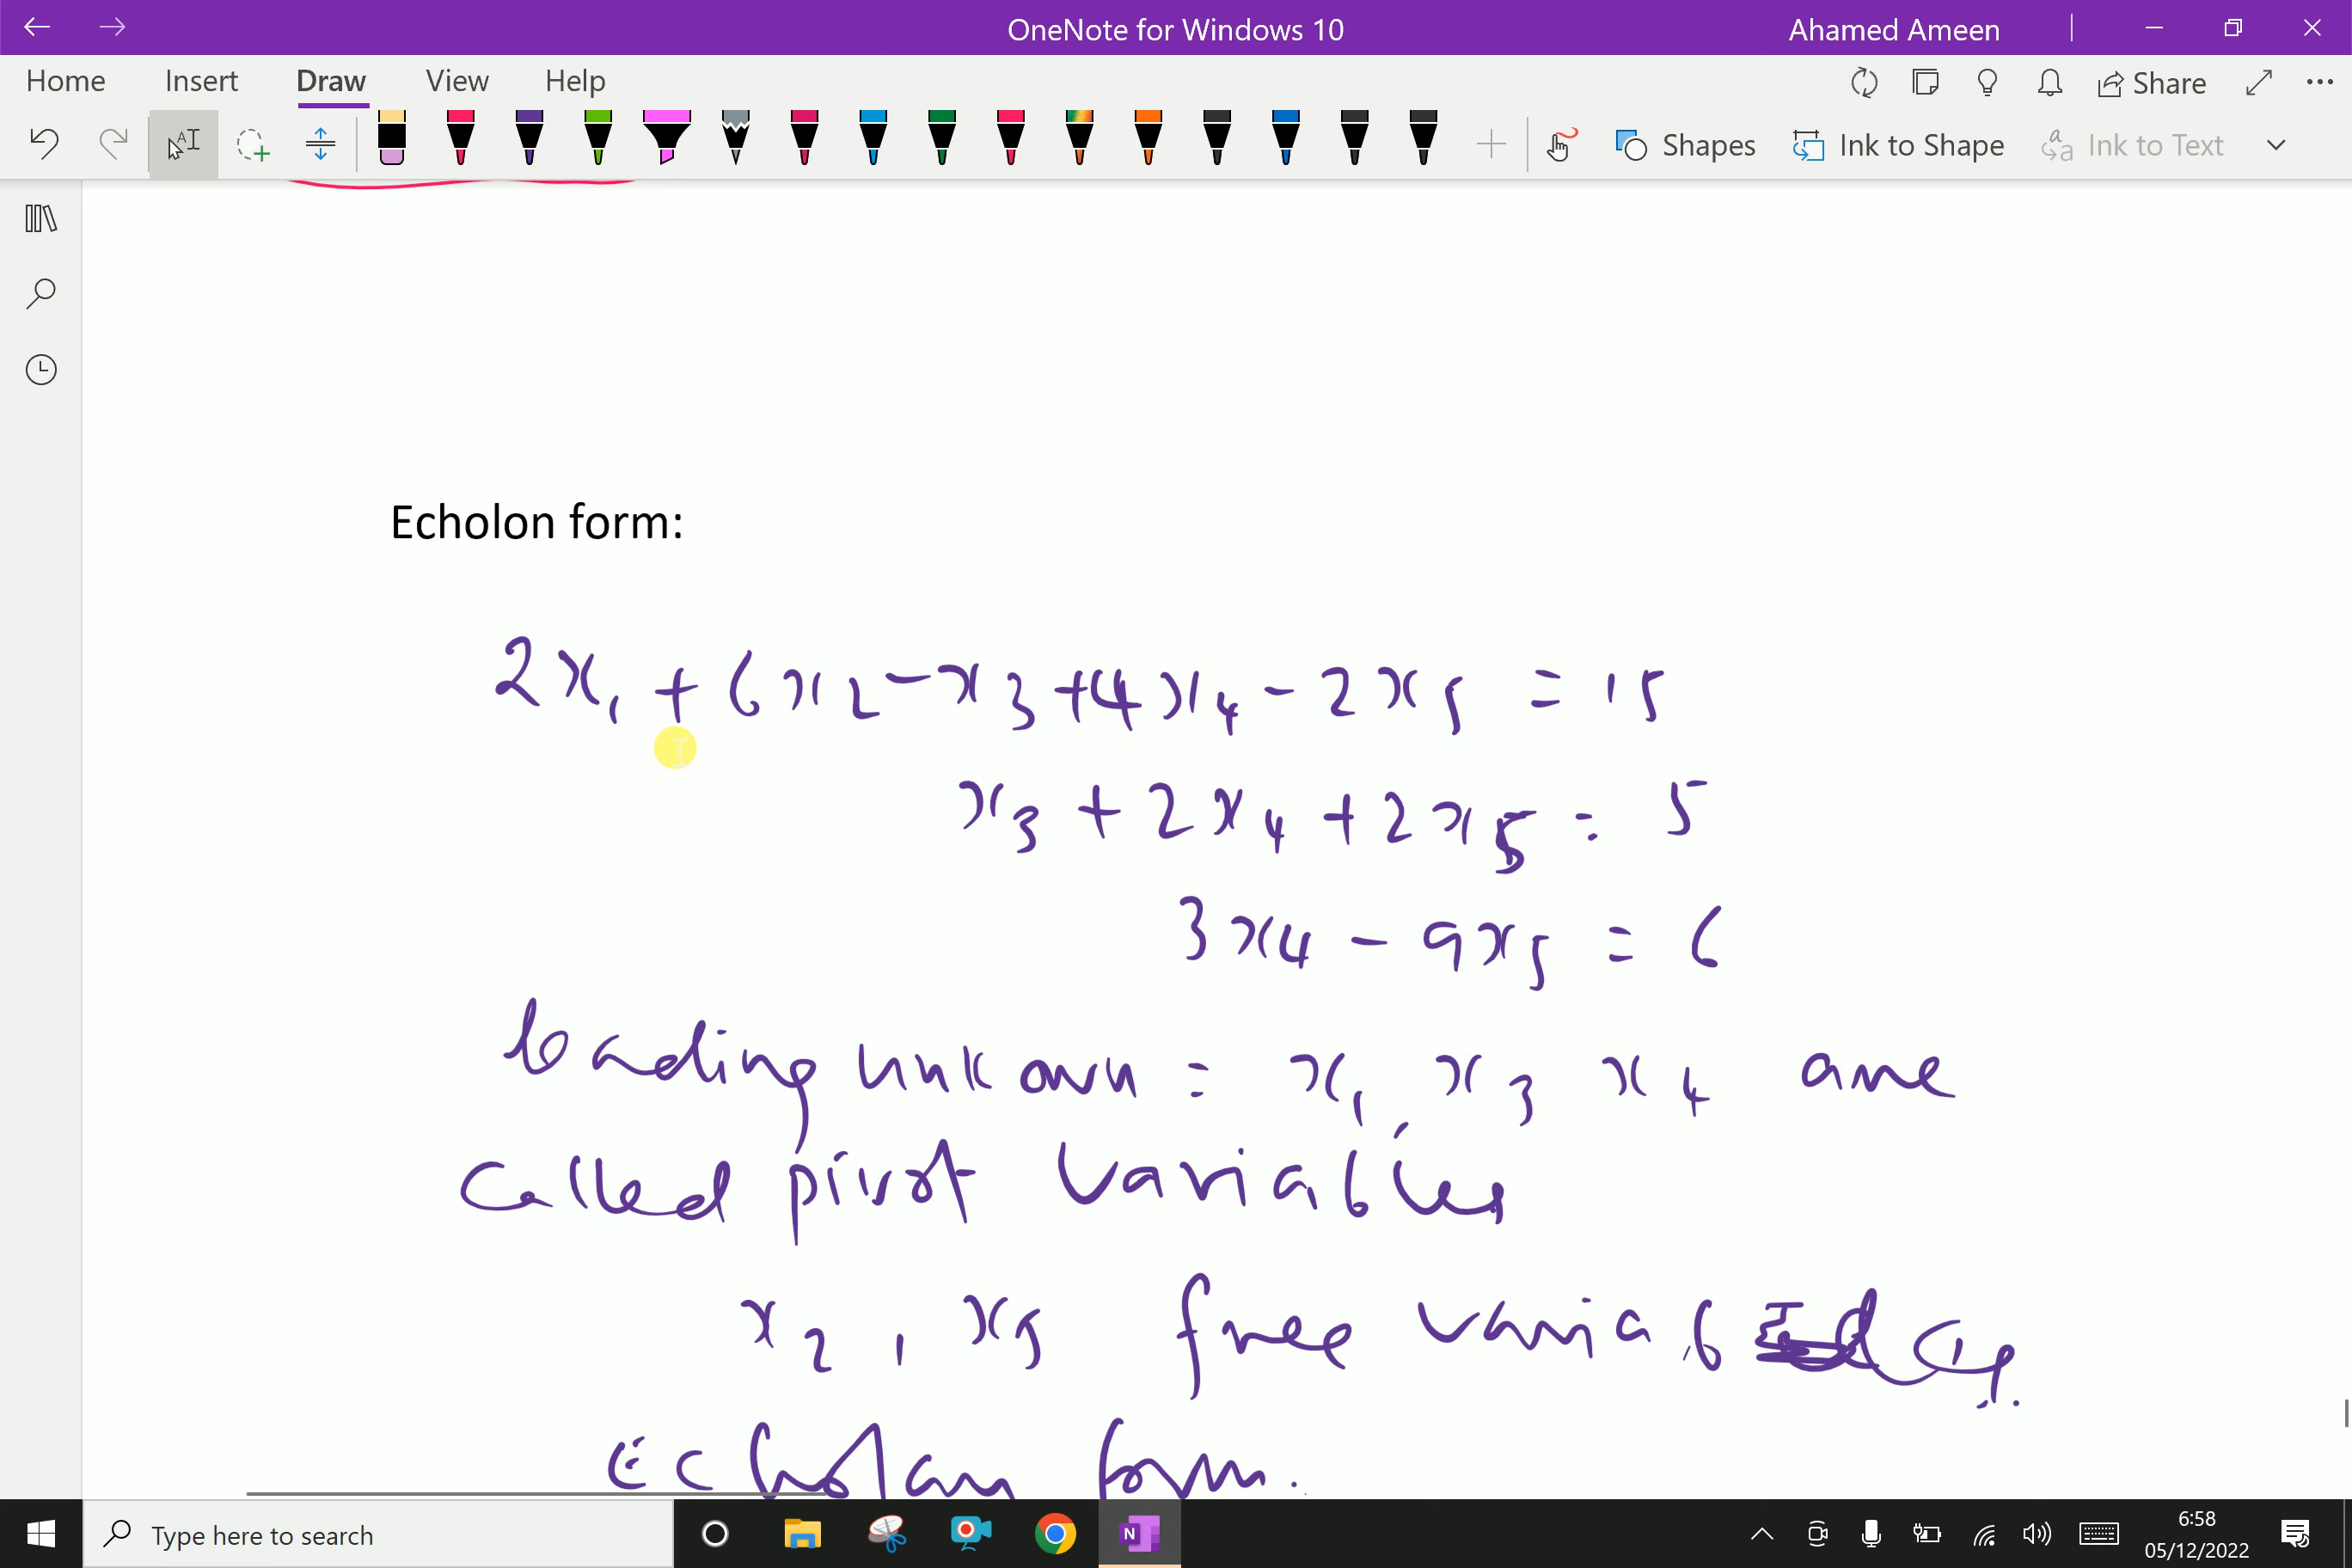 OneNote for Windows 10
Ahamed Ameen
Home Insert Draw View Help
Share
Shapes Ink to Shape Ink to Text
Echolon form:
2x₁ + 6x₂ - x₃ + 4x₄ - 2x₅ = 15
x₃ + 2x₄ + 2x₅ = 5
3x₄ - 9x₅ = 6
leading unkown = x₁, x₃ x₄ are
called pivot variables
x₂, x₅ free variables.
Echolon form.
Type here to search
N
6:58
05/12/2022